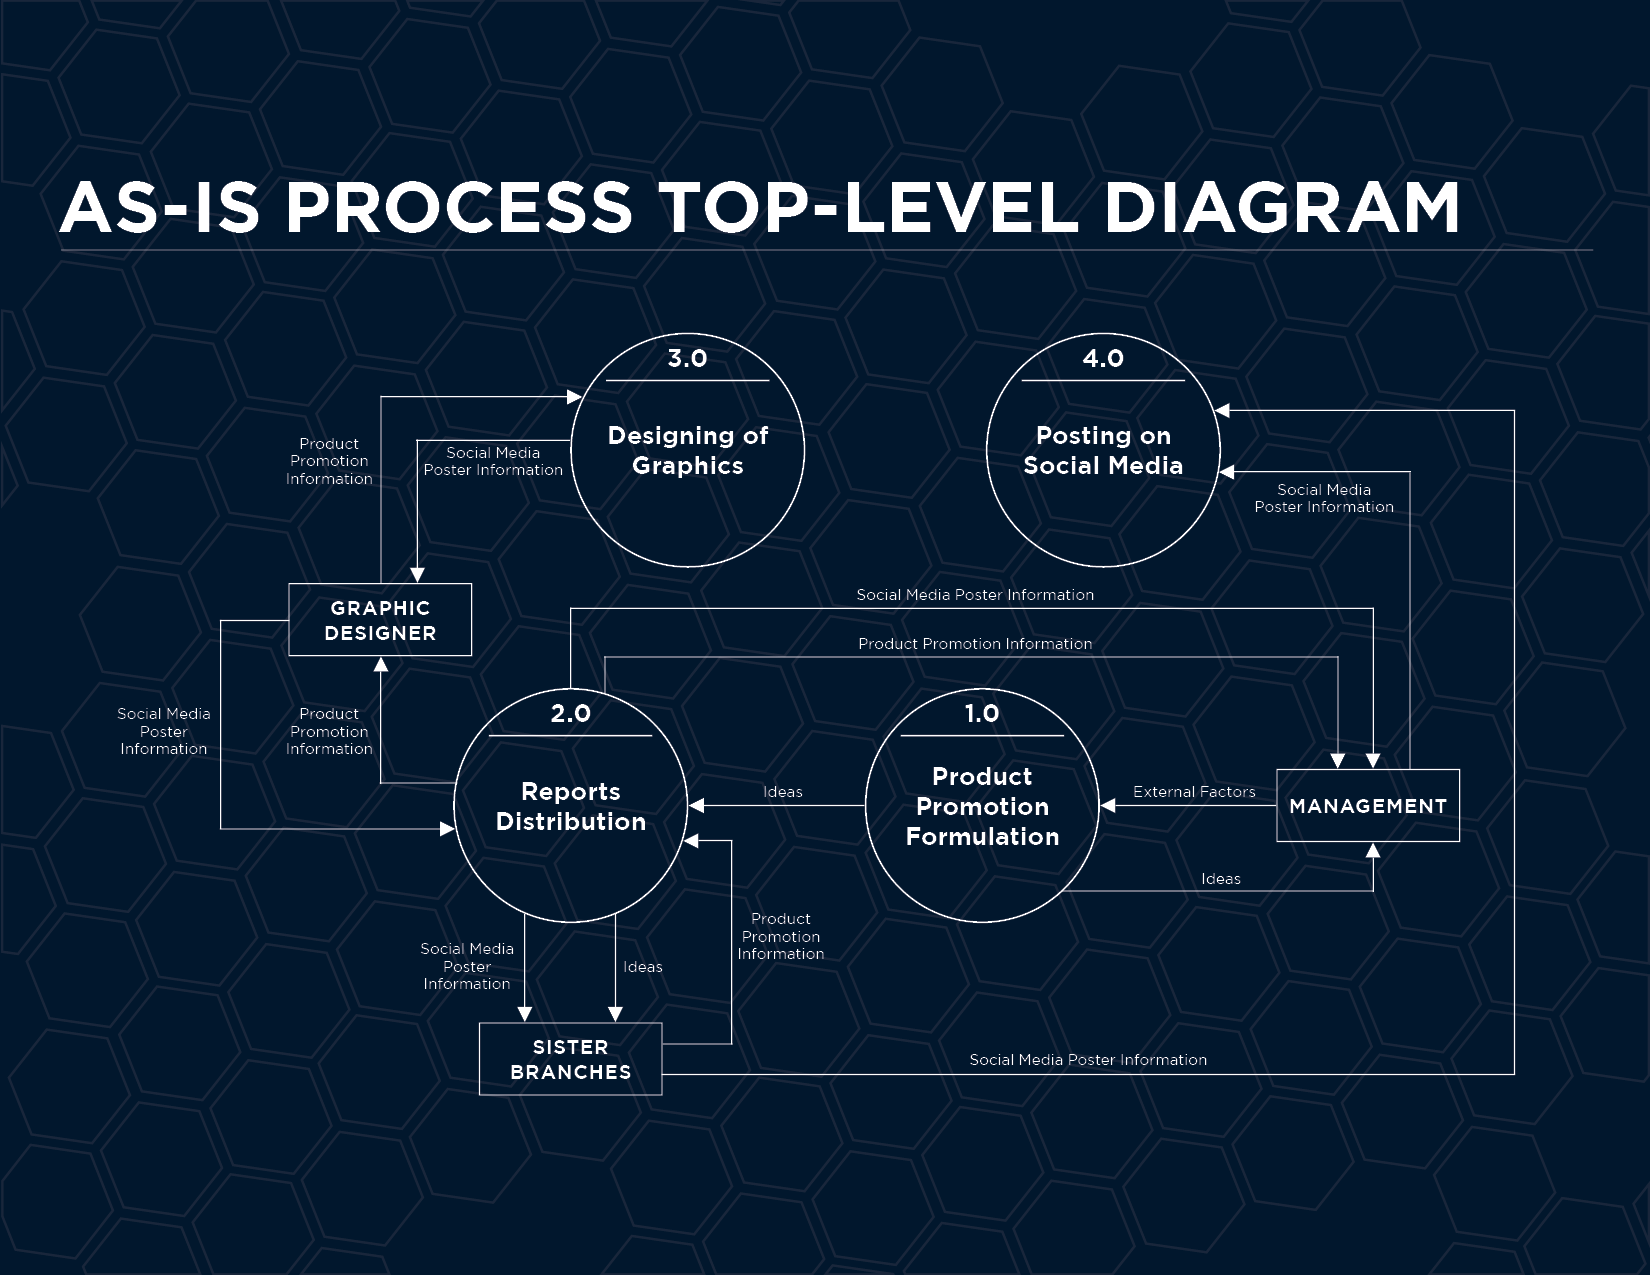 AS-IS PROCESS TOP-LEVEL DIAGRAM
3.0
Designing of
Graphics
4.0
Posting on
Social Media
Product
Promotion
Information
Social Media
Poster Information
Social Media
Poster Information
GRAPHIC
DESIGNER
Social Media Poster Information
Product Promotion Information
Social Media
Poster
Information
Product
Promotion
Information
2.0
Reports
Distribution
Ideas
1.0
Product
Promotion
Formulation
External Factors
MANAGEMENT
Ideas
Social Media
Poster
Information
Ideas
Product
Promotion
Information
SISTER
BRANCHES
Social Media Poster Information